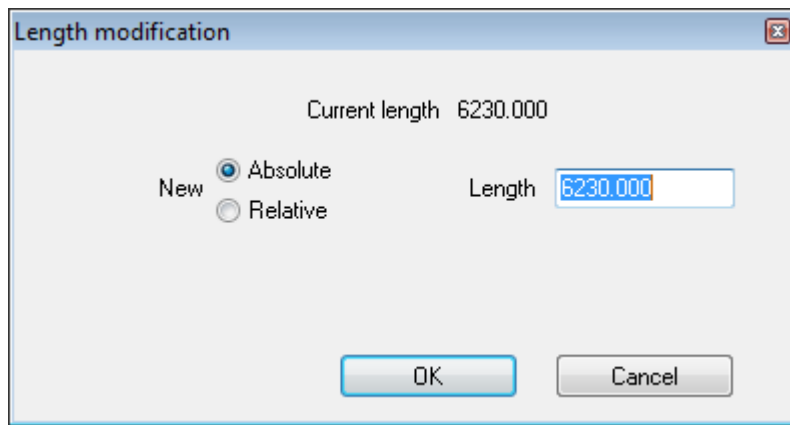 Length modification
Current length 6230.000
Absolute
New Length 6230.000
Relative
OK Cancel